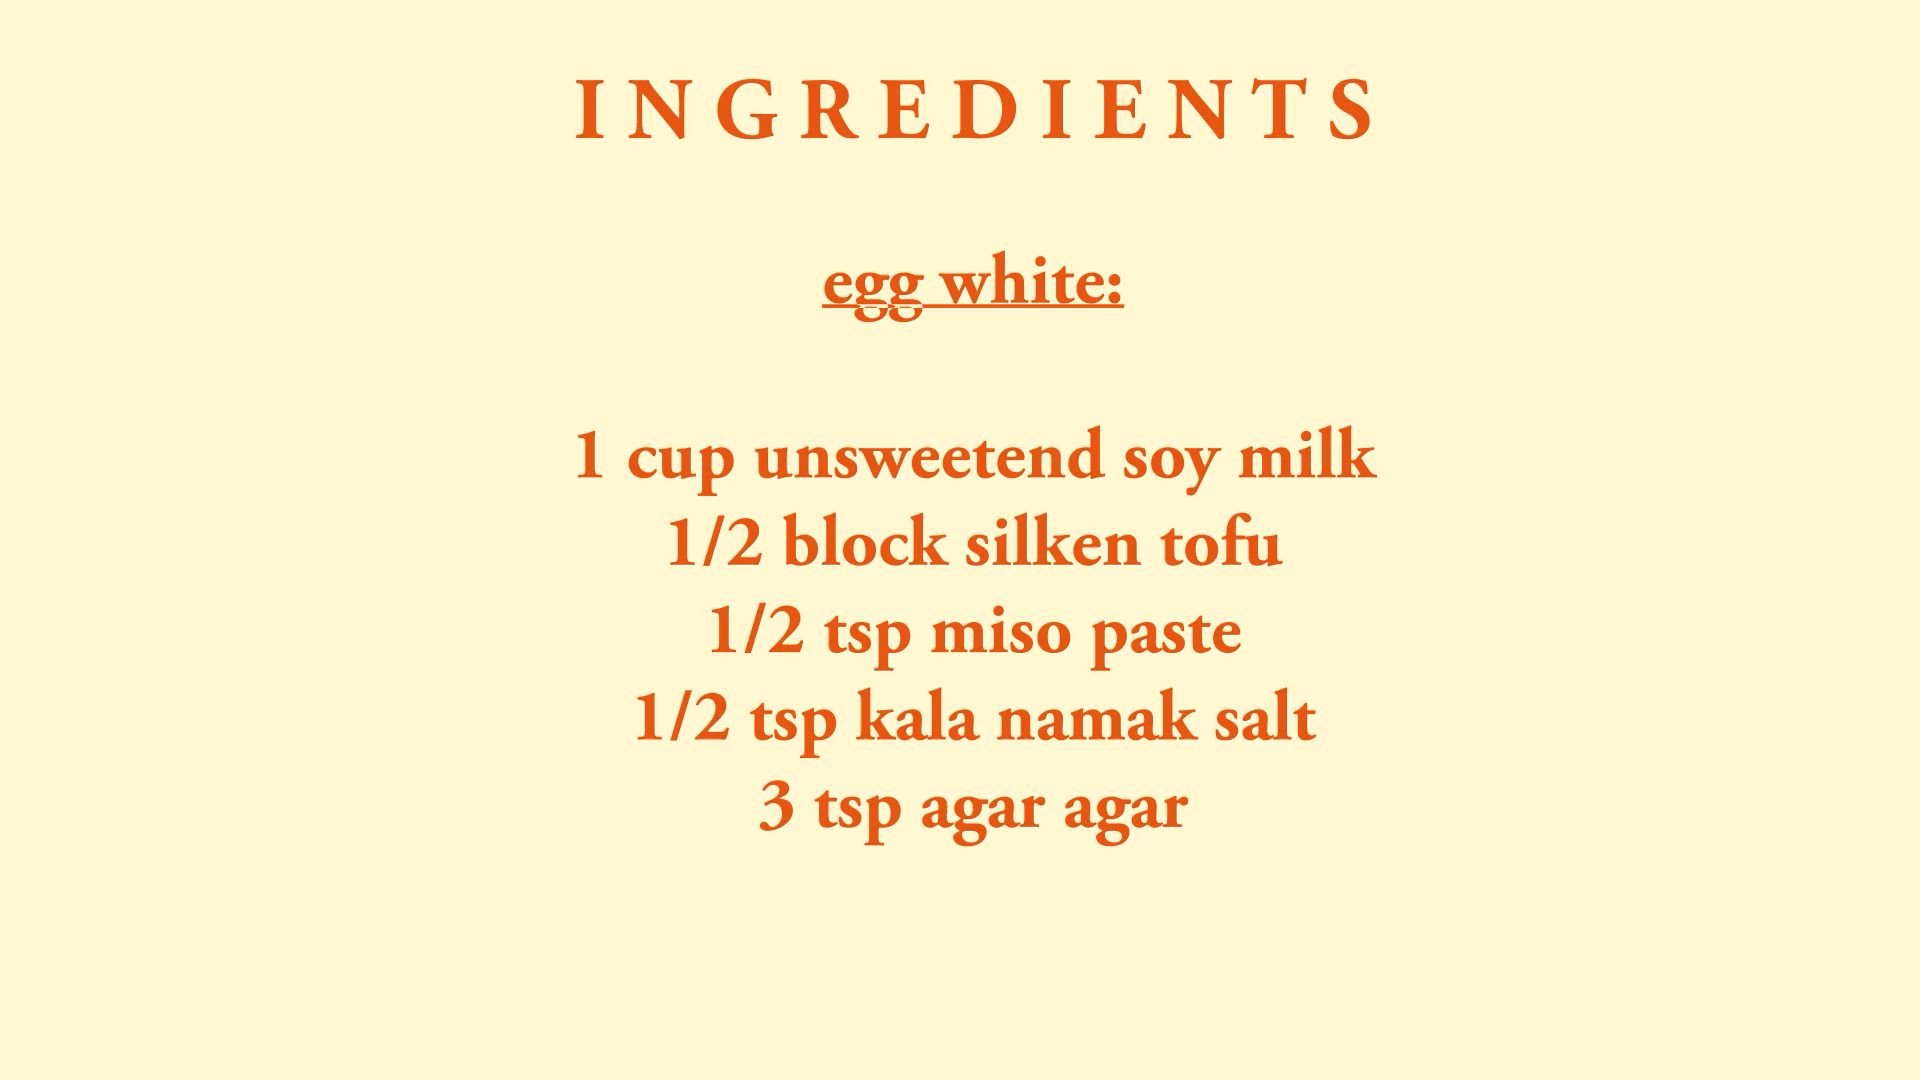 INGREDIENTS
egg white:
1 cup unsweetend soy milk
1/2 block silken tofu
1/2 tsp miso paste
1/2 tsp kala namak salt
3 tsp agar agar